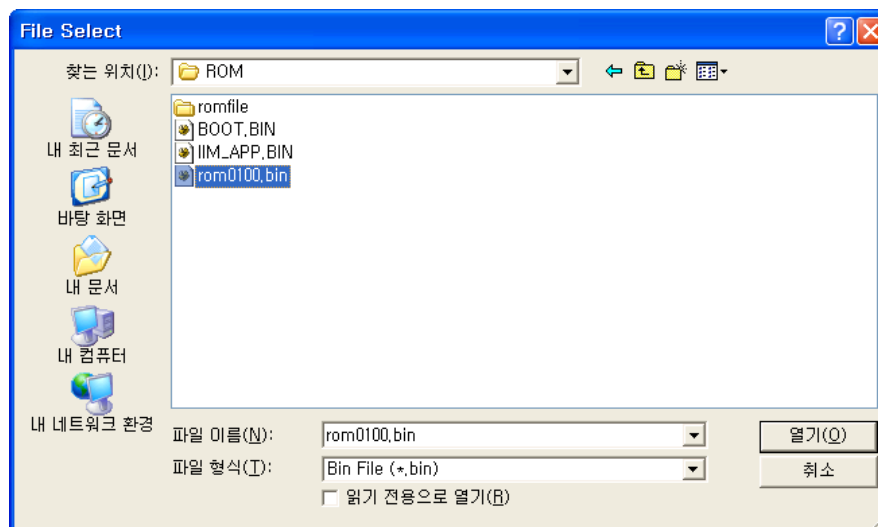 File Select
찾는 위치(I):
ROM
내 최근 문서
바탕 화면
내 문서
내 컴퓨터
내 네트워크 환경
romfile
BOOT.BIN
IIM_APP.BIN
rom0100.bin
파일 이름(N):
rom0100.bin
열기(O)
파일 형식(T):
Bin File (*.bin)
취소
읽기 전용으로 열기(R)